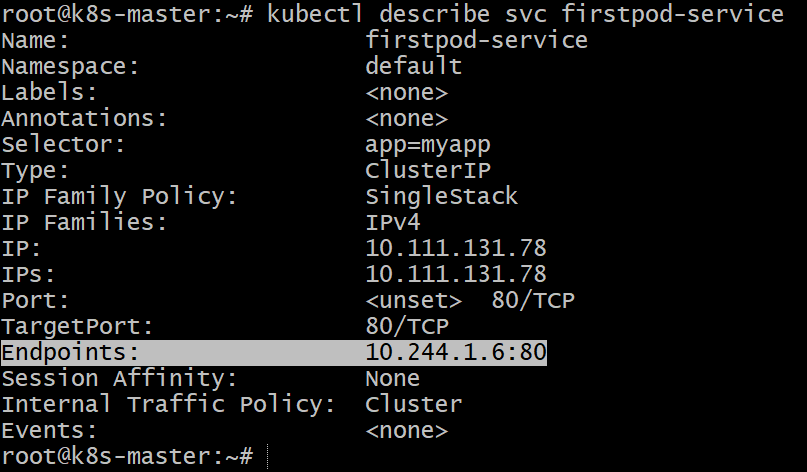 root@k8s-master:~# kubectl describe svc firstpod-service
Name:                     firstpod-service
Namespace:                default
Labels:                   <none>
Annotations:              <none>
Selector:                 app=myapp
Type:                     ClusterIP
IP Family Policy:         SingleStack
IP Families:              IPv4
IP:                       10.111.131.78
IPs:                      10.111.131.78
Port:                     <unset>  80/TCP
TargetPort:               80/TCP
Endpoints:                10.244.1.6:80
Session Affinity:         None
Internal Traffic Policy:  Cluster
Events:                   <none>
root@k8s-master:~#